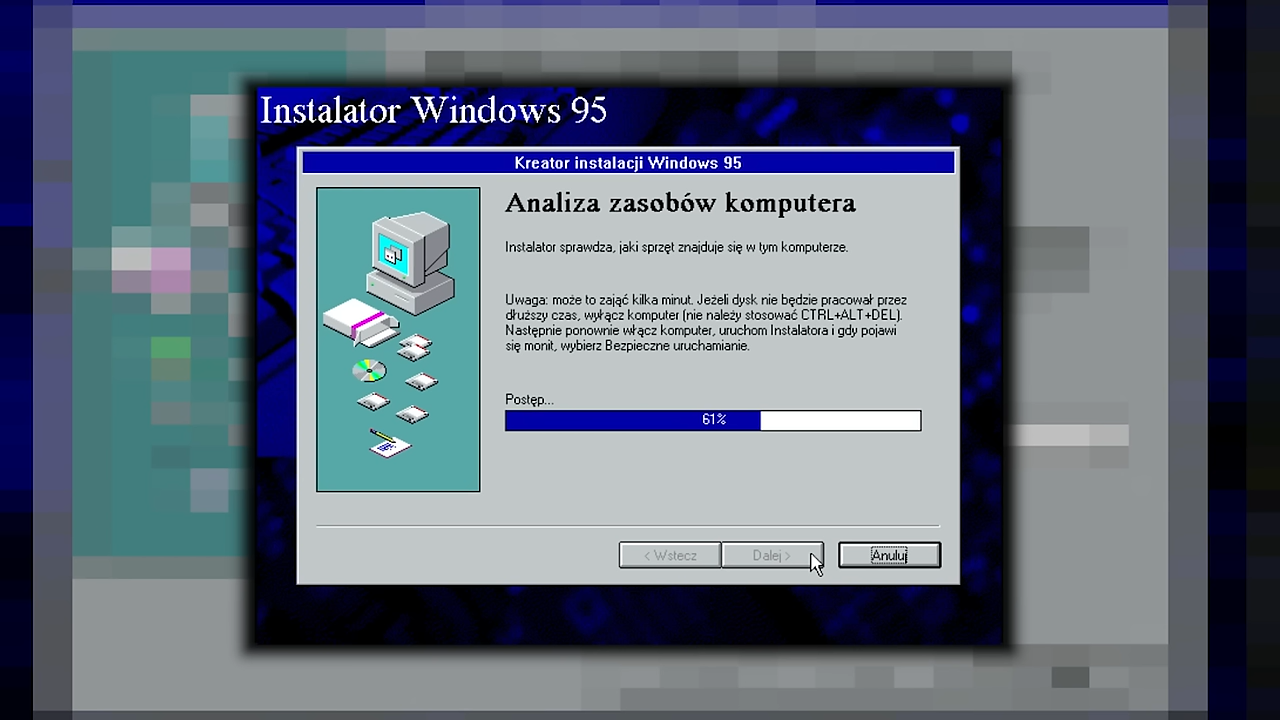 Instalator Windows 95
Kreator instalacji Windows 95
Analiza zasobów komputera
Instalator sprawdza, jaki sprzęt znajduje się w tym komputerze.
Uwaga: może to zająć kilka minut. Jeżeli dysk nie będzie pracował przez
dłuższy czas, wyłącz komputer (nie należy stosować CTRL+ALT+DEL).
Następnie ponownie włącz komputer, uruchom Instalatora i gdy pojawi
się monit, wybierz Bezpieczne uruchamianie.
Postęp...
61%
< Wstecz
Dalej >
Anuluj